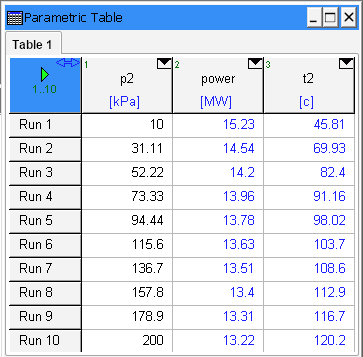 Parametric Table
Table 1
1..10 1 p2 [kPa] 2 power [MW] 3 t2 [c]
Run 1 10 15.23 45.81
Run 2 31.11 14.54 69.93
Run 3 52.22 14.2 82.4
Run 4 73.33 13.96 91.16
Run 5 94.44 13.78 98.02
Run 6 115.6 13.63 103.7
Run 7 136.7 13.51 108.6
Run 8 157.8 13.4 112.9
Run 9 178.9 13.31 116.7
Run 10 200 13.22 120.2